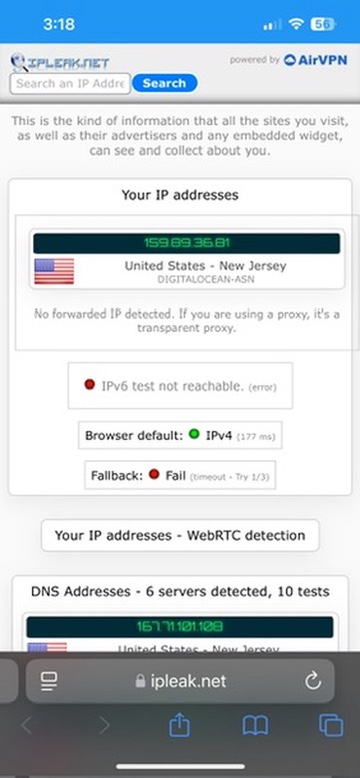 3:18
56
IPLEAK.NET
powered by AirVPN
Search an IP Addre
Search
This is the kind of information that all the sites you visit,
as well as their advertisers and any embedded widget,
can see and collect about you.
Your IP addresses
159.89.36.81
United States - New Jersey
DIGITALOCEAN-ASN
No forwarded IP detected. If you are using a proxy, it's a
transparent proxy.
IPv6 test not reachable. (error)
Browser default: IPv4 (177 ms)
Fallback: Fail (timeout - Try 1/3)
Your IP addresses - WebRTC detection
DNS Addresses - 6 servers detected, 10 tests
167.71.101.108
United States - New Jersey
ipleak.net